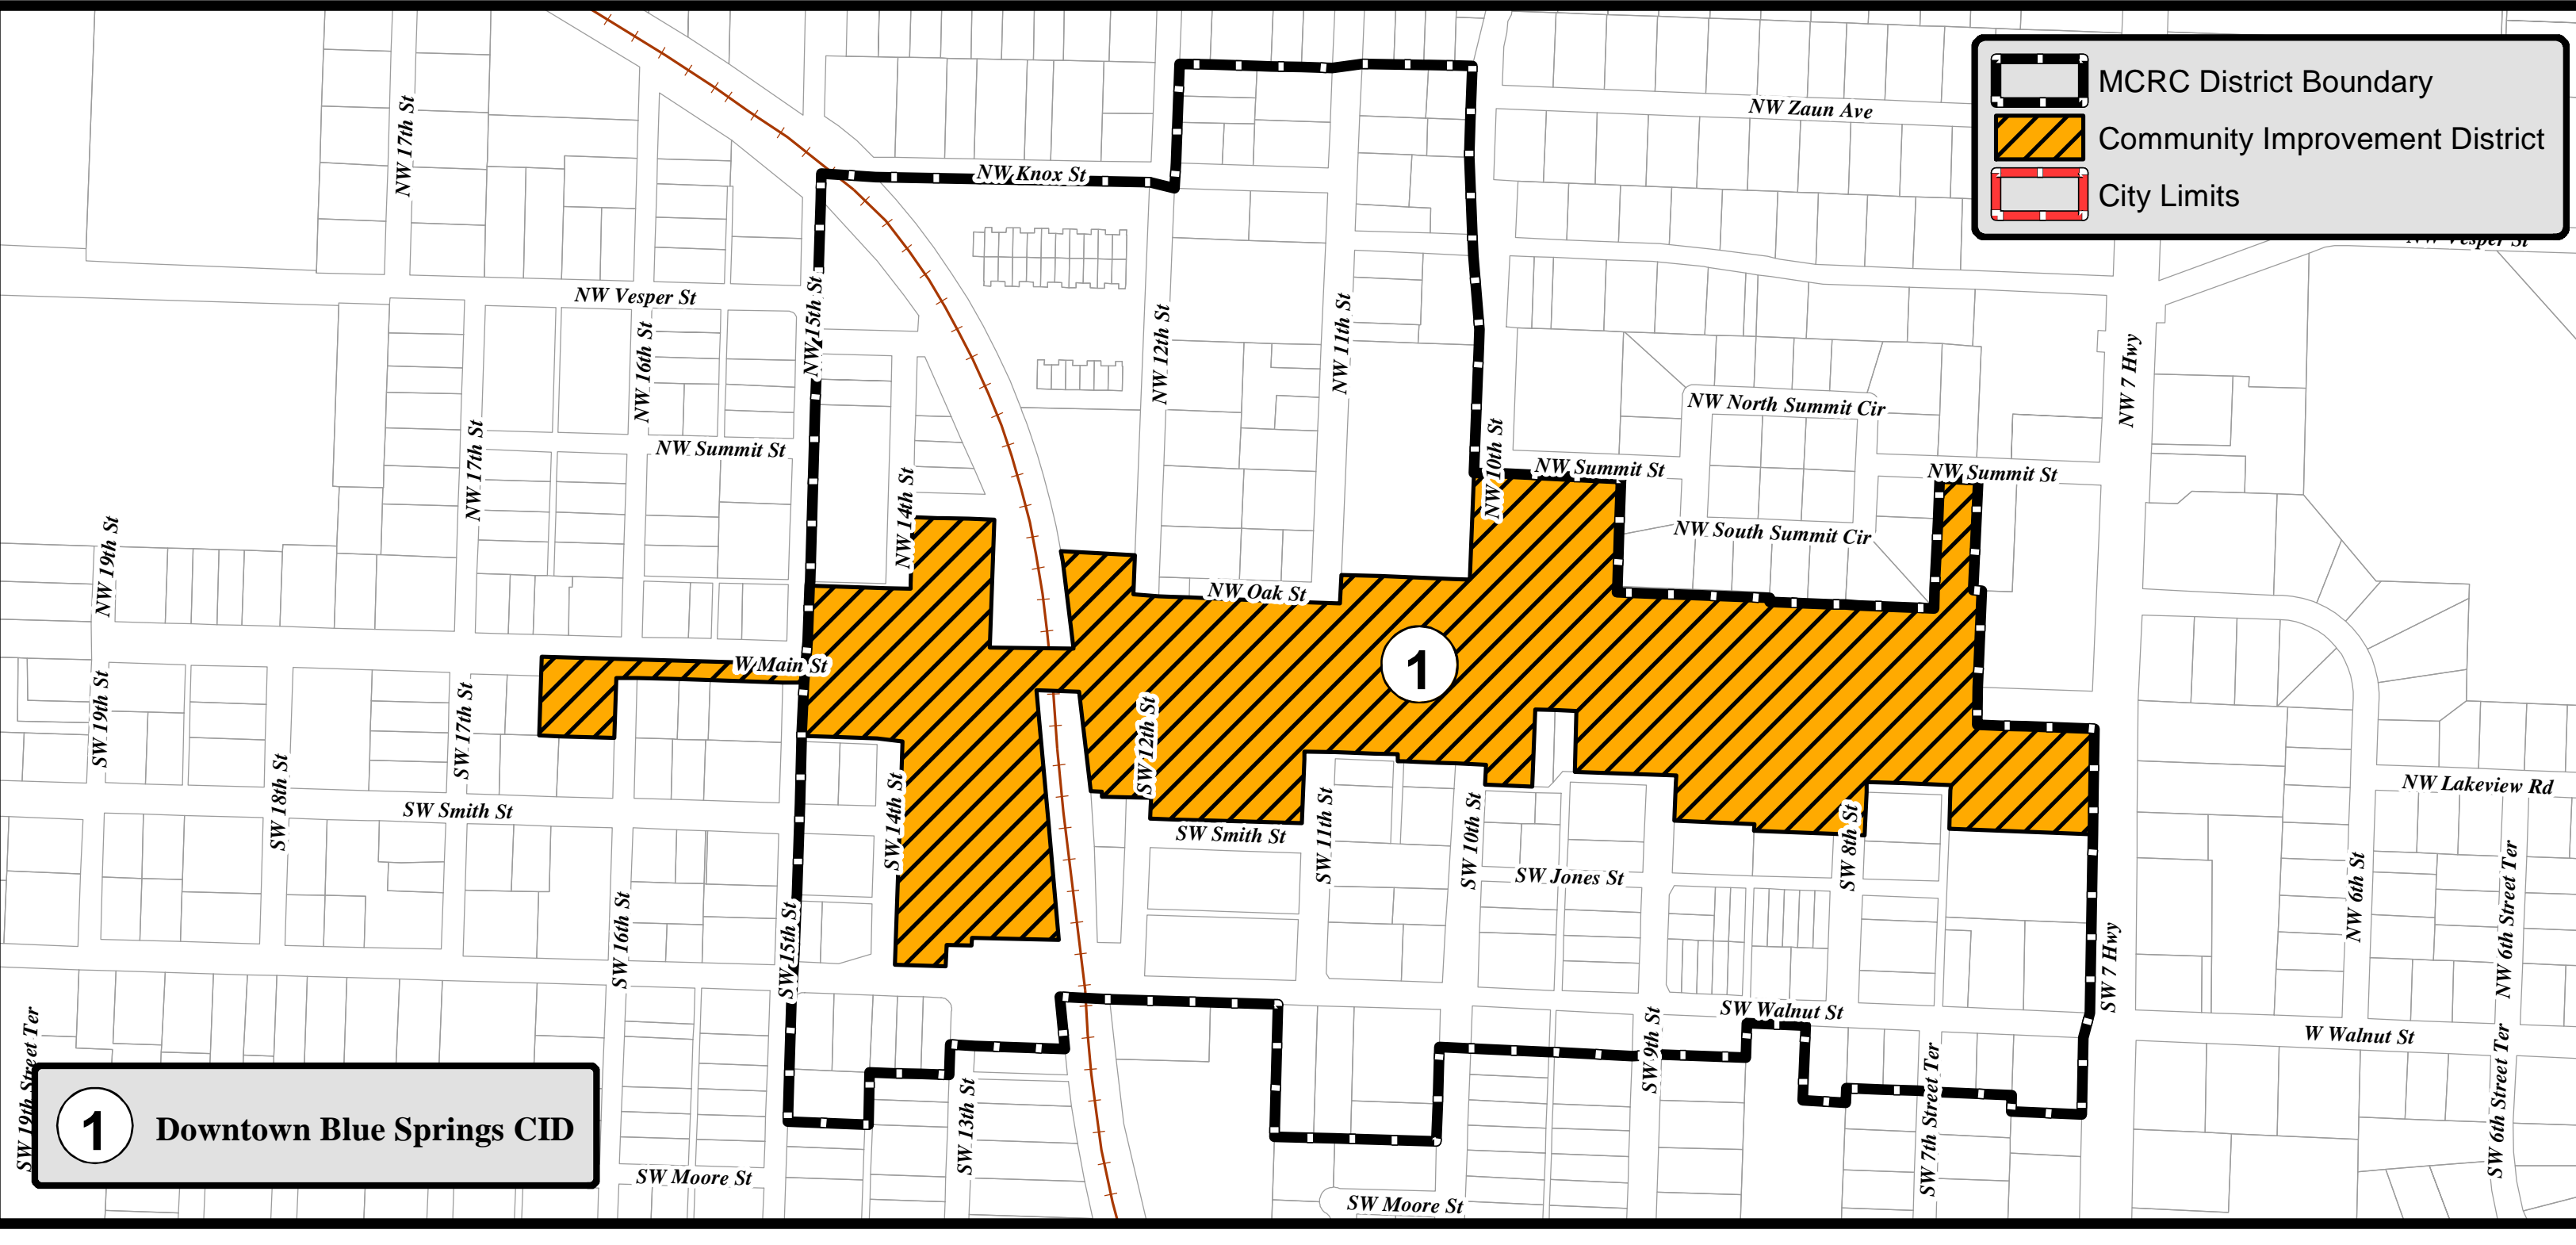 MCRC District Boundary
Community Improvement District
City Limits
NW Zaun Ave
NW 17th St
NW Knox St
NW Vesper St
NW Vesper St
NW 15th St
NW 16th St
NW 12th St
NW 11th St
NW 7 Hwy
NW North Summit Cir
NW 17th St
NW Summit St
NW 10th St
NW Summit St
NW Summit St
NW 14th St
NW South Summit Cir
NW 19th St
NW Oak St
W Main St
1
SW 19th St
SW 17th St
SW 12th St
SW 18th St
SW Smith St
SW 14th St
SW Smith St
SW 11th St
SW 10th St
SW 8th St
NW Lakeview Rd
SW Jones St
NW 6th St
NW 6th Street Ter
SW 16th St
SW 15th St
SW 7 Hwy
SW Walnut St
W Walnut St
SW 19th Street Ter
SW 9th St
SW 13th St
SW 7th Street Ter
SW 6th Street Ter
1 Downtown Blue Springs CID
SW Moore St
SW Moore St